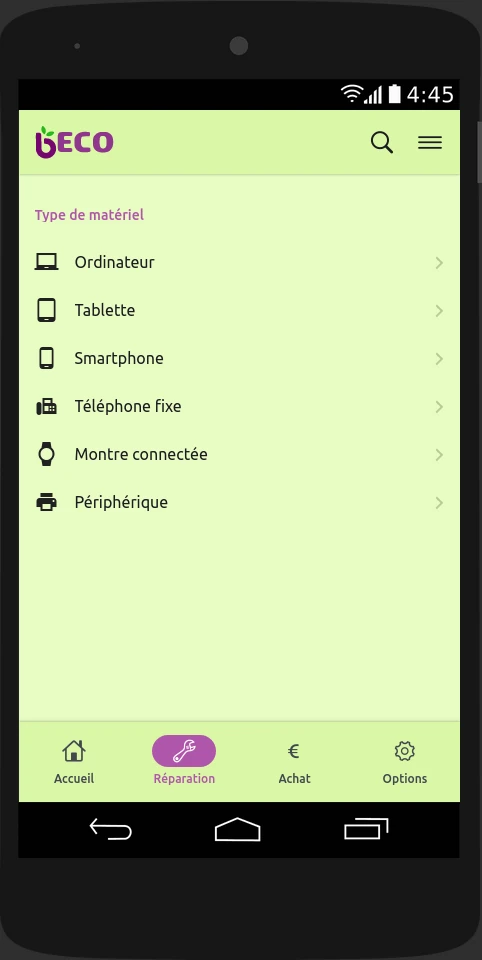 4:45
bECO
Type de matériel
Ordinateur
Tablette
Smartphone
Téléphone fixe
Montre connectée
Périphérique
€
Accueil
Réparation
Achat
Options